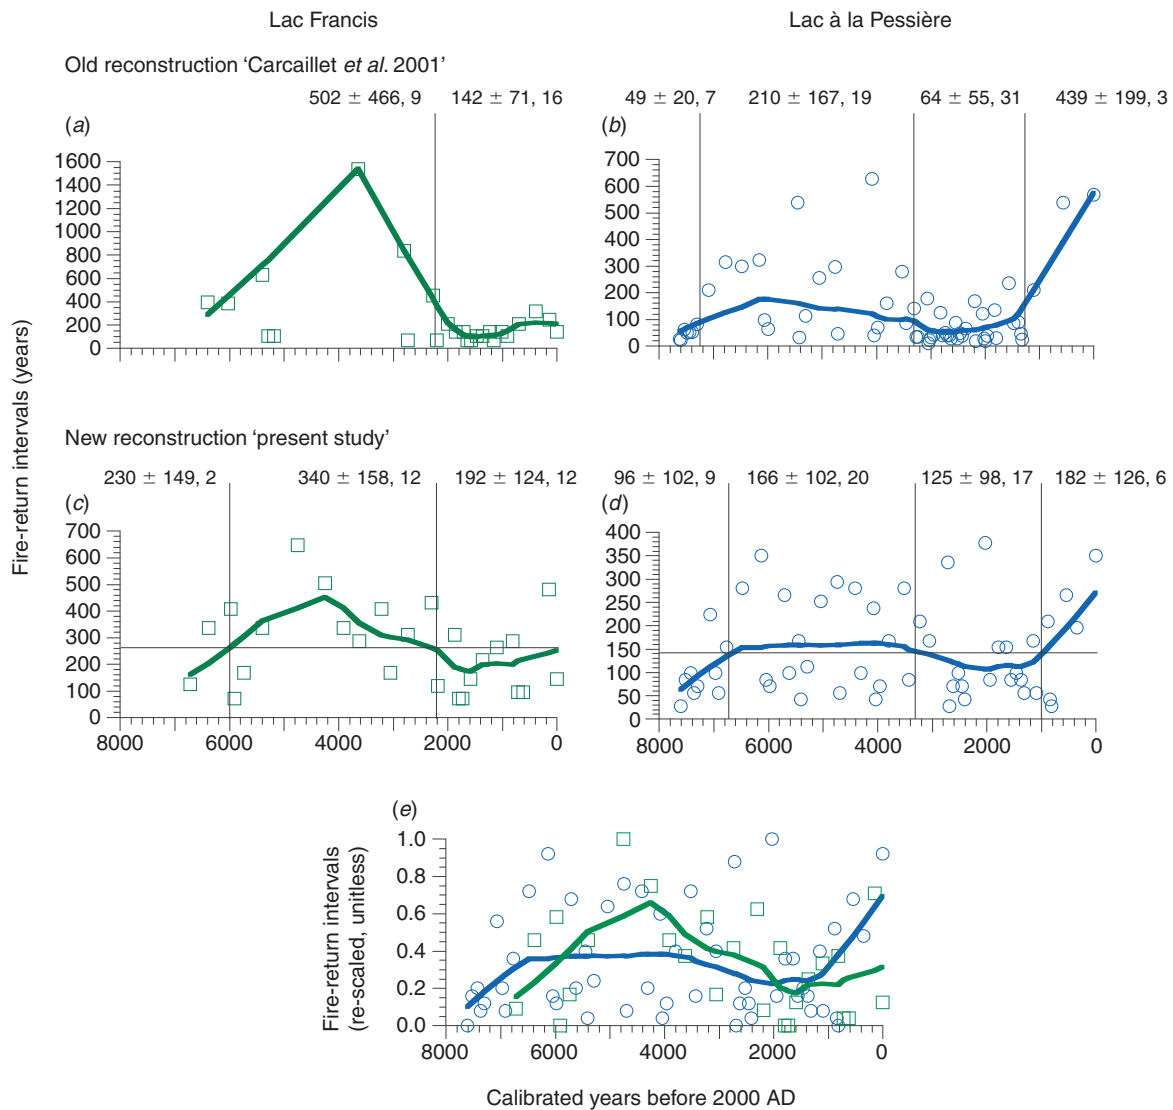 Lac Francis Lac à la Pessière
Old reconstruction ‘Carcaillet et al. 2001’
502 ± 466, 9 142 ± 71, 16 49 ± 20, 7 210 ± 167, 19 64 ± 55, 31 439 ± 199, 3
(a) (b)
1600
1400
1200
1000
800
600
400
200
0
700
600
500
400
300
200
100
0
Fire-return intervals (years)
New reconstruction ‘present study’
230 ± 149, 2 340 ± 158, 12 192 ± 124, 12 96 ± 102, 9 166 ± 102, 20 125 ± 98, 17 182 ± 126, 6
(c) (d)
700
600
500
400
300
200
100
0
8000 6000 4000 2000 0
400
350
300
250
200
150
100
50
0
8000 6000 4000 2000 0
(e)
Fire-return intervals
(re-scaled, unitless)
1.0
0.8
0.6
0.4
0.2
0.0
8000 6000 4000 2000 0
Calibrated years before 2000 AD